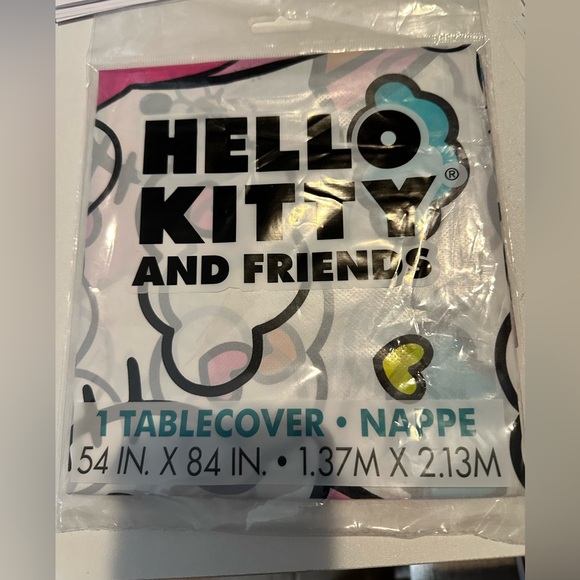 HELLO
KITTY®
AND FRIENDS
1 TABLECOVER • NAPPE
54 IN. X 84 IN. • 1.37M X 2.13M